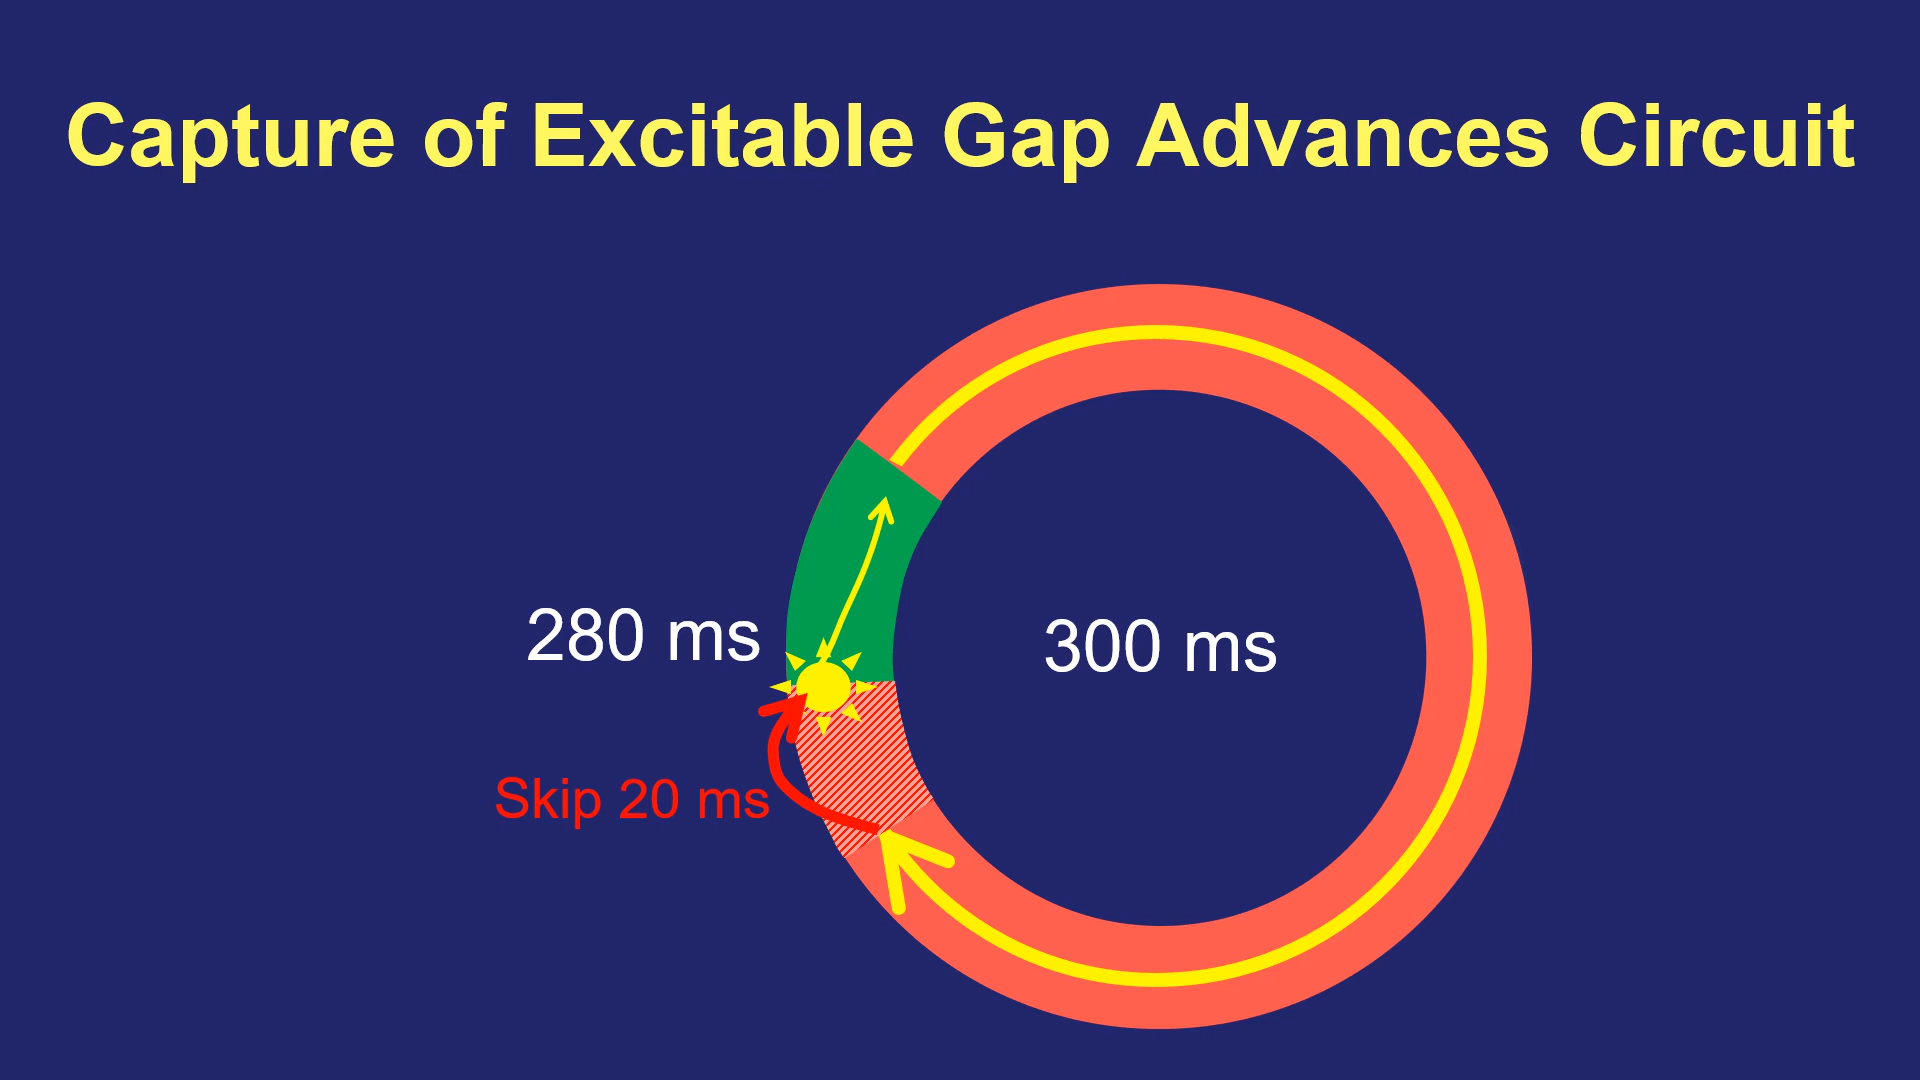 Capture of Excitable Gap Advances Circuit
280 ms
300 ms
Skip 20 ms